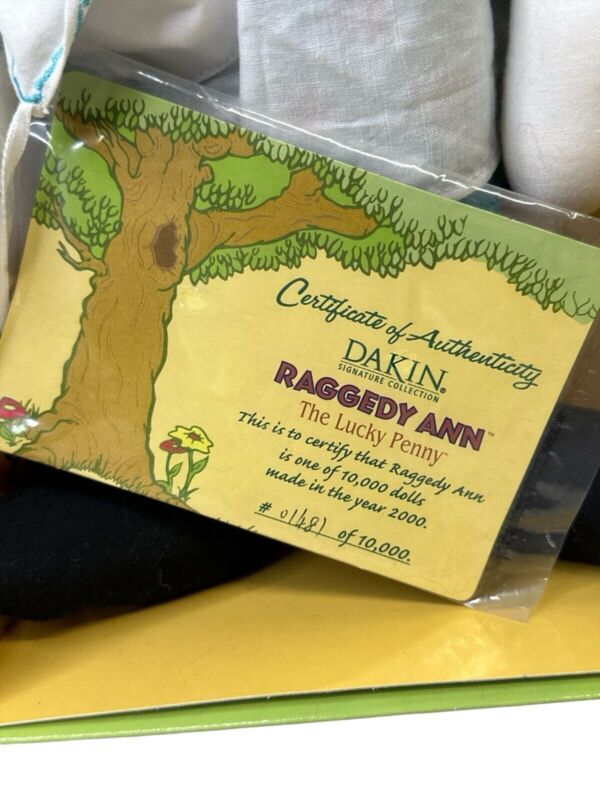 Certificate of Authenticity
DAKIN®
SIGNATURE COLLECTION
RAGGEDY ANN™
The Lucky Penny™
This is to certify that Raggedy Ann
is one of 10,000 dolls
made in the year 2000.
# 01481 of 10,000.